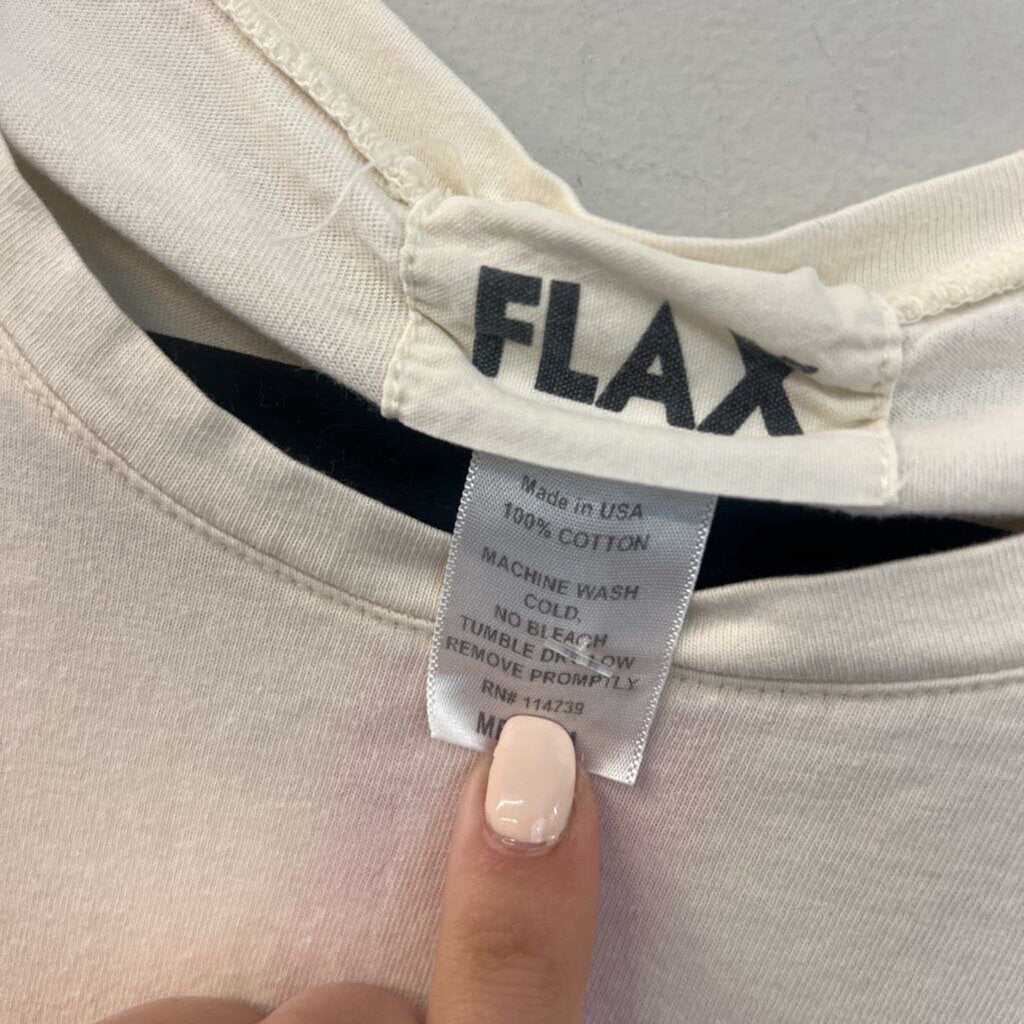 FLAX
Made in USA
100% COTTON
MACHINE WASH
COLD,
NO BLEACH
TUMBLE DRY LOW
REMOVE PROMPTLY
RN# 114739